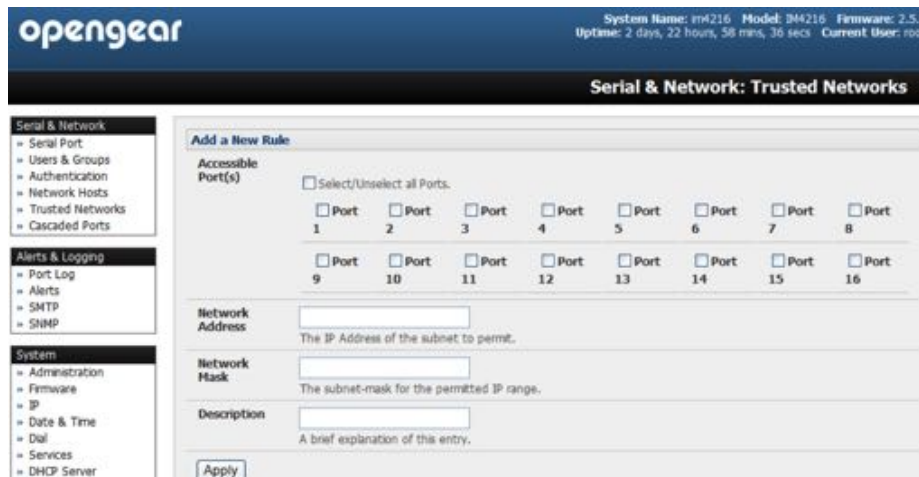 opengear
System Name: im4216 Model: IM4216 Firmware: 2.5.
Uptime: 2 days, 22 hours, 58 mins, 36 secs Current User: roo
Serial & Network: Trusted Networks
Serial & Network
» Serial Port
» Users & Groups
» Authentication
» Network Hosts
» Trusted Networks
» Cascaded Ports
Alerts & Logging
» Port Log
» Alerts
» SMTP
» SNMP
System
» Administration
» Firmware
» IP
» Date & Time
» Dial
» Services
» DHCP Server
Add a New Rule
Accessible Port(s)
Select/Unselect all Ports.
Port 1 Port 2 Port 3 Port 4 Port 5 Port 6 Port 7 Port 8
Port 9 Port 10 Port 11 Port 12 Port 13 Port 14 Port 15 Port 16
Network Address
The IP Address of the subnet to permit.
Network Mask
The subnet-mask for the permitted IP range.
Description
A brief explanation of this entry.
Apply